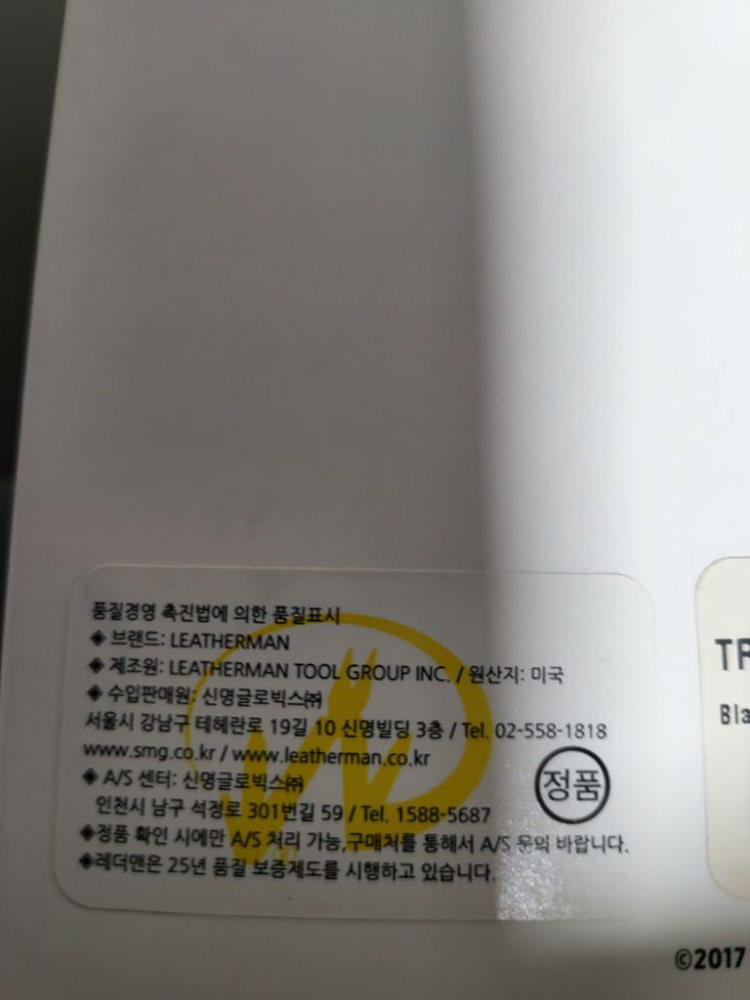 품질경영 촉진법에 의한 품질표시
◈ 브랜드: LEATHERMAN
◈ 제조원: LEATHERMAN TOOL GROUP INC. / 원산지: 미국
◈ 수입판매원: 신명글로빅스㈜
서울시 강남구 테헤란로 19길 10 신명빌딩 3층 / Tel. 02-558-1818
www.smg.co.kr / www.leatherman.co.kr
◈ A/S 센터: 신명글로빅스㈜
정품
인천시 남구 석정로 301번길 59 / Tel. 1588-5687
◈정품 확인 시에만 A/S 처리 가능,구매처를 통해서 A/S 문의 바랍니다.
◈레더맨은 25년 품질 보증제도를 시행하고 있습니다.
TR
Bla
©2017